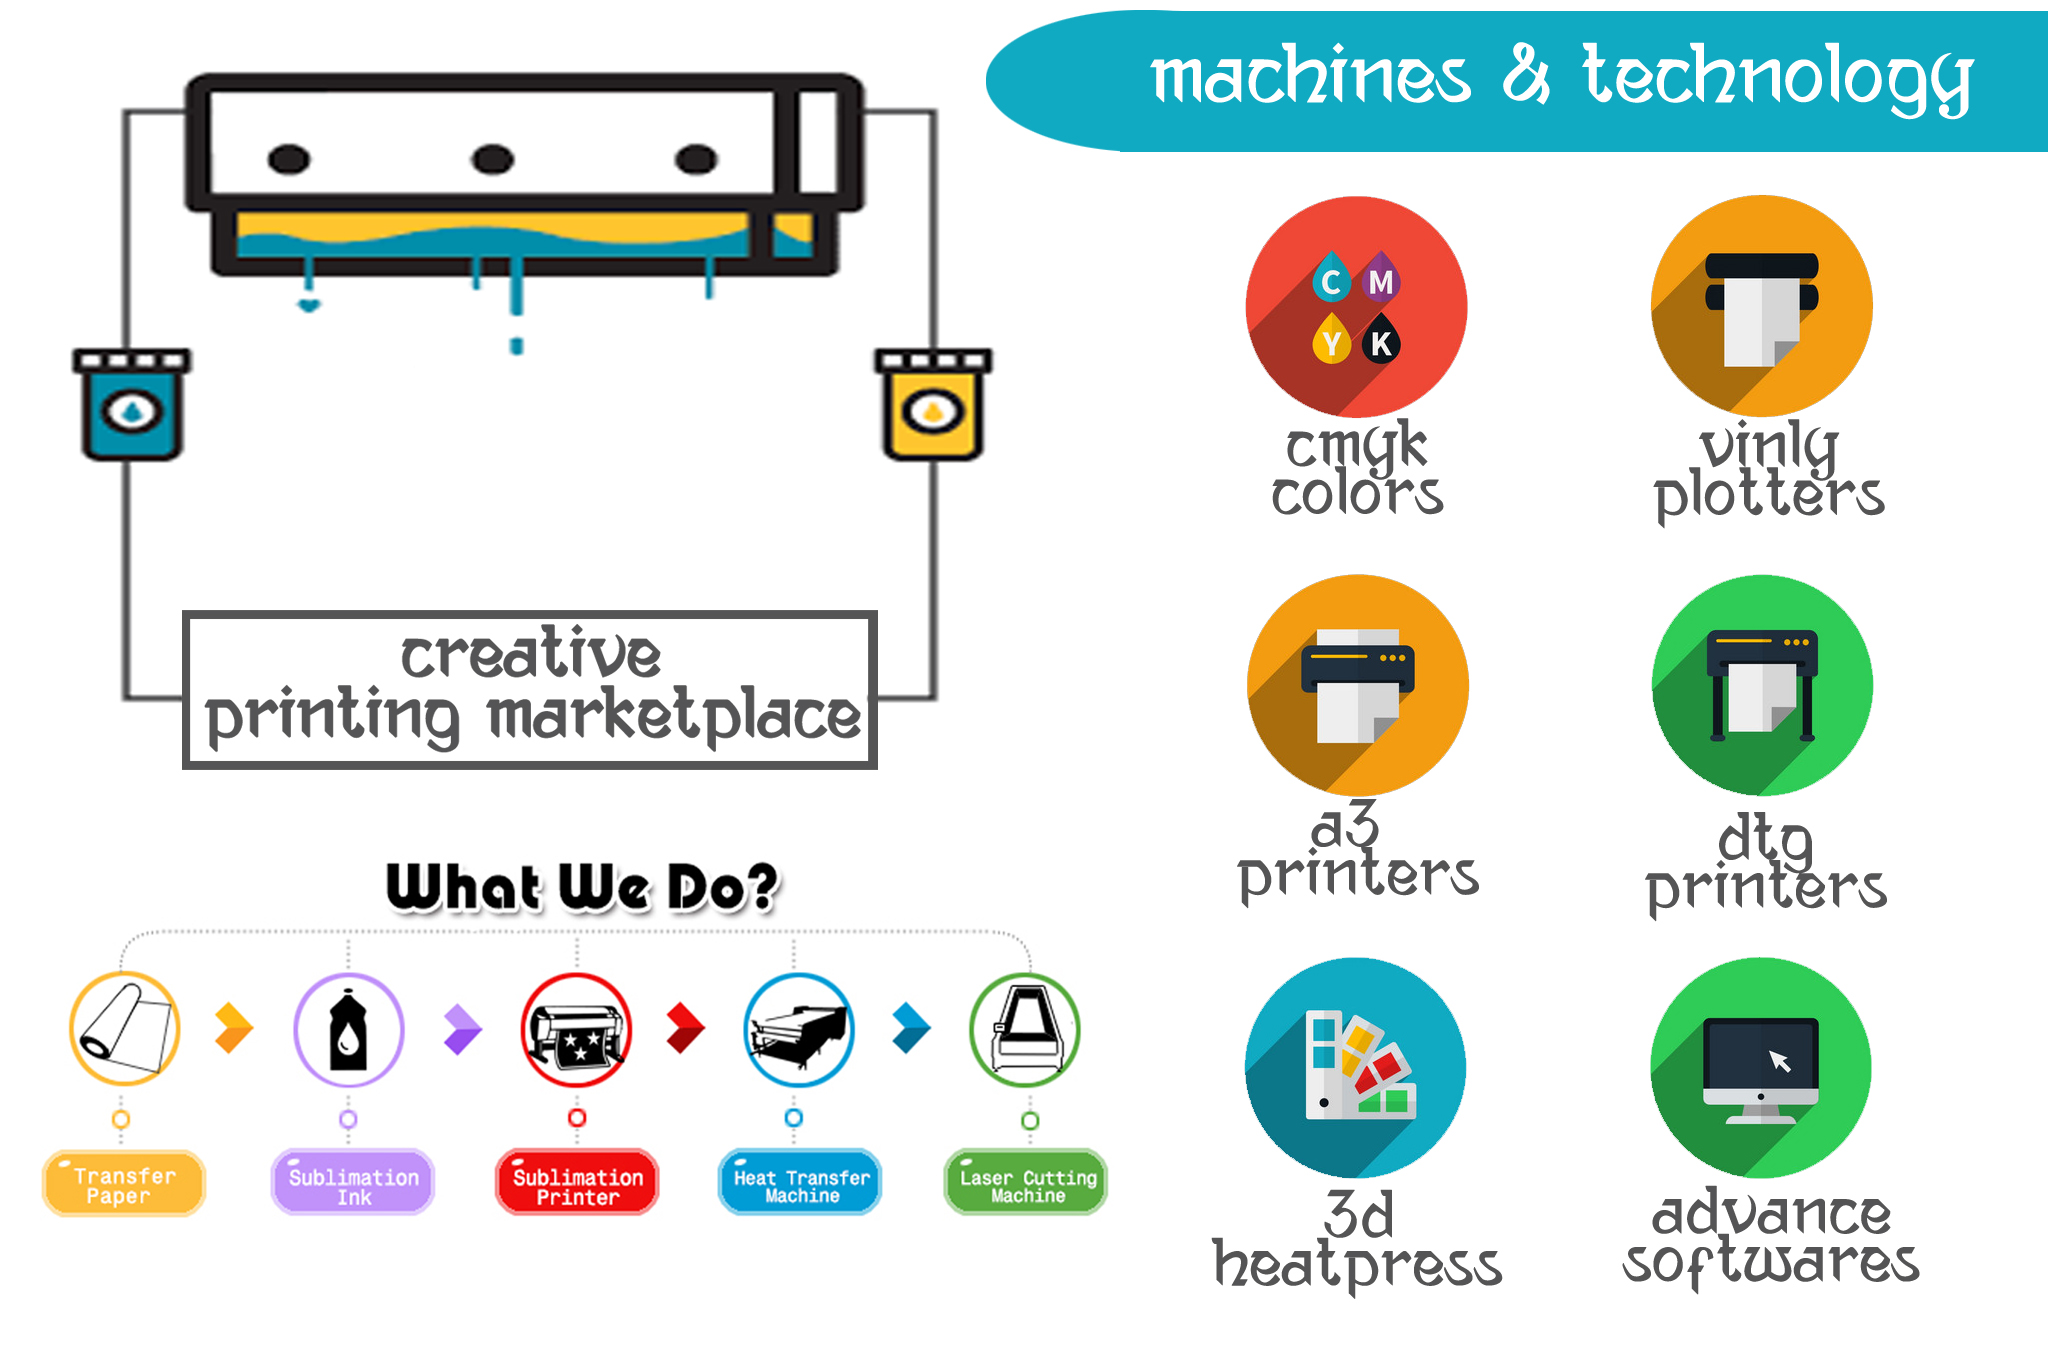 machines & technology
C M
Y K
cmyk
colors
vinly
plotters
creative
printing marketplace
a3
printers
dtg
printers
What We Do?
Transfer
Paper
Sublimation
Ink
Sublimation
Printer
Heat Transfer
Machine
Laser Cutting
Machine
3d
heatpress
advance
softwares